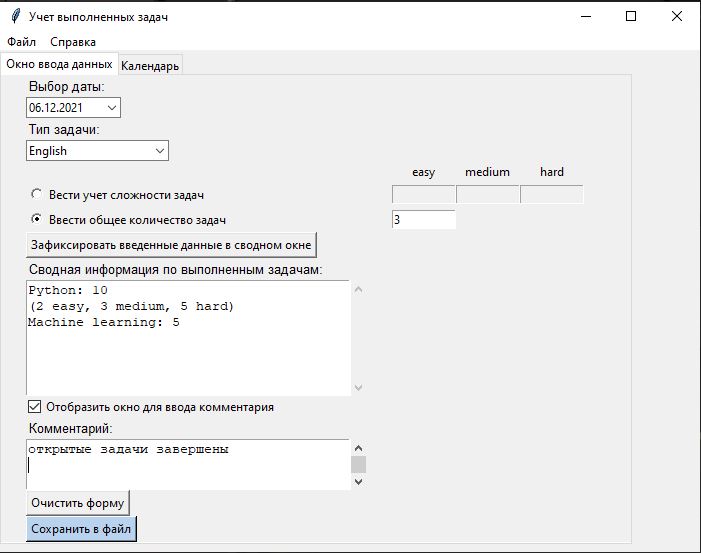 Учет выполненных задач
Файл Справка
Окно ввода данных Календарь
Выбор даты:
06.12.2021
Тип задачи:
English
easy medium hard
Вести учет сложности задач
Ввести общее количество задач 3
Зафиксировать введенные данные в сводном окне
Сводная информация по выполненным задачам:
Python: 10
(2 easy, 3 medium, 5 hard)
Machine learning: 5
Отобразить окно для ввода комментария
Комментарий:
открытые задачи завершены
Очистить форму
Сохранить в файл